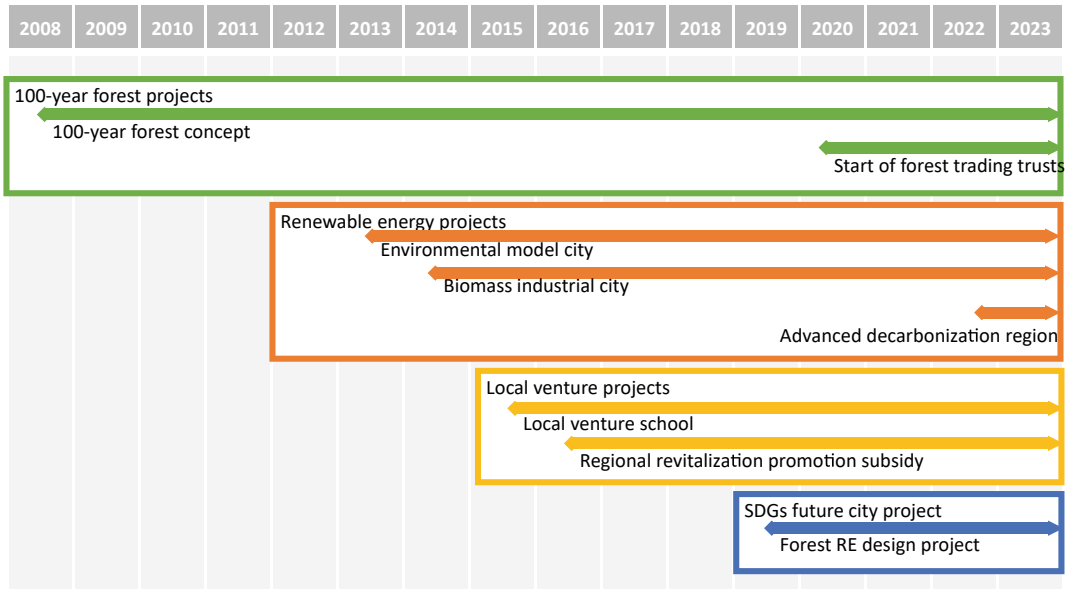 2008 2009 2010 2011 2012 2013 2014 2015 2016 2017 2018 2019 2020 2021 2022 2023
100-year forest projects
100-year forest concept
Start of forest trading trusts
Renewable energy projects
Environmental model city
Biomass industrial city
Advanced decarbonization region
Local venture projects
Local venture school
Regional revitalization promotion subsidy
SDGs future city project
Forest RE design project